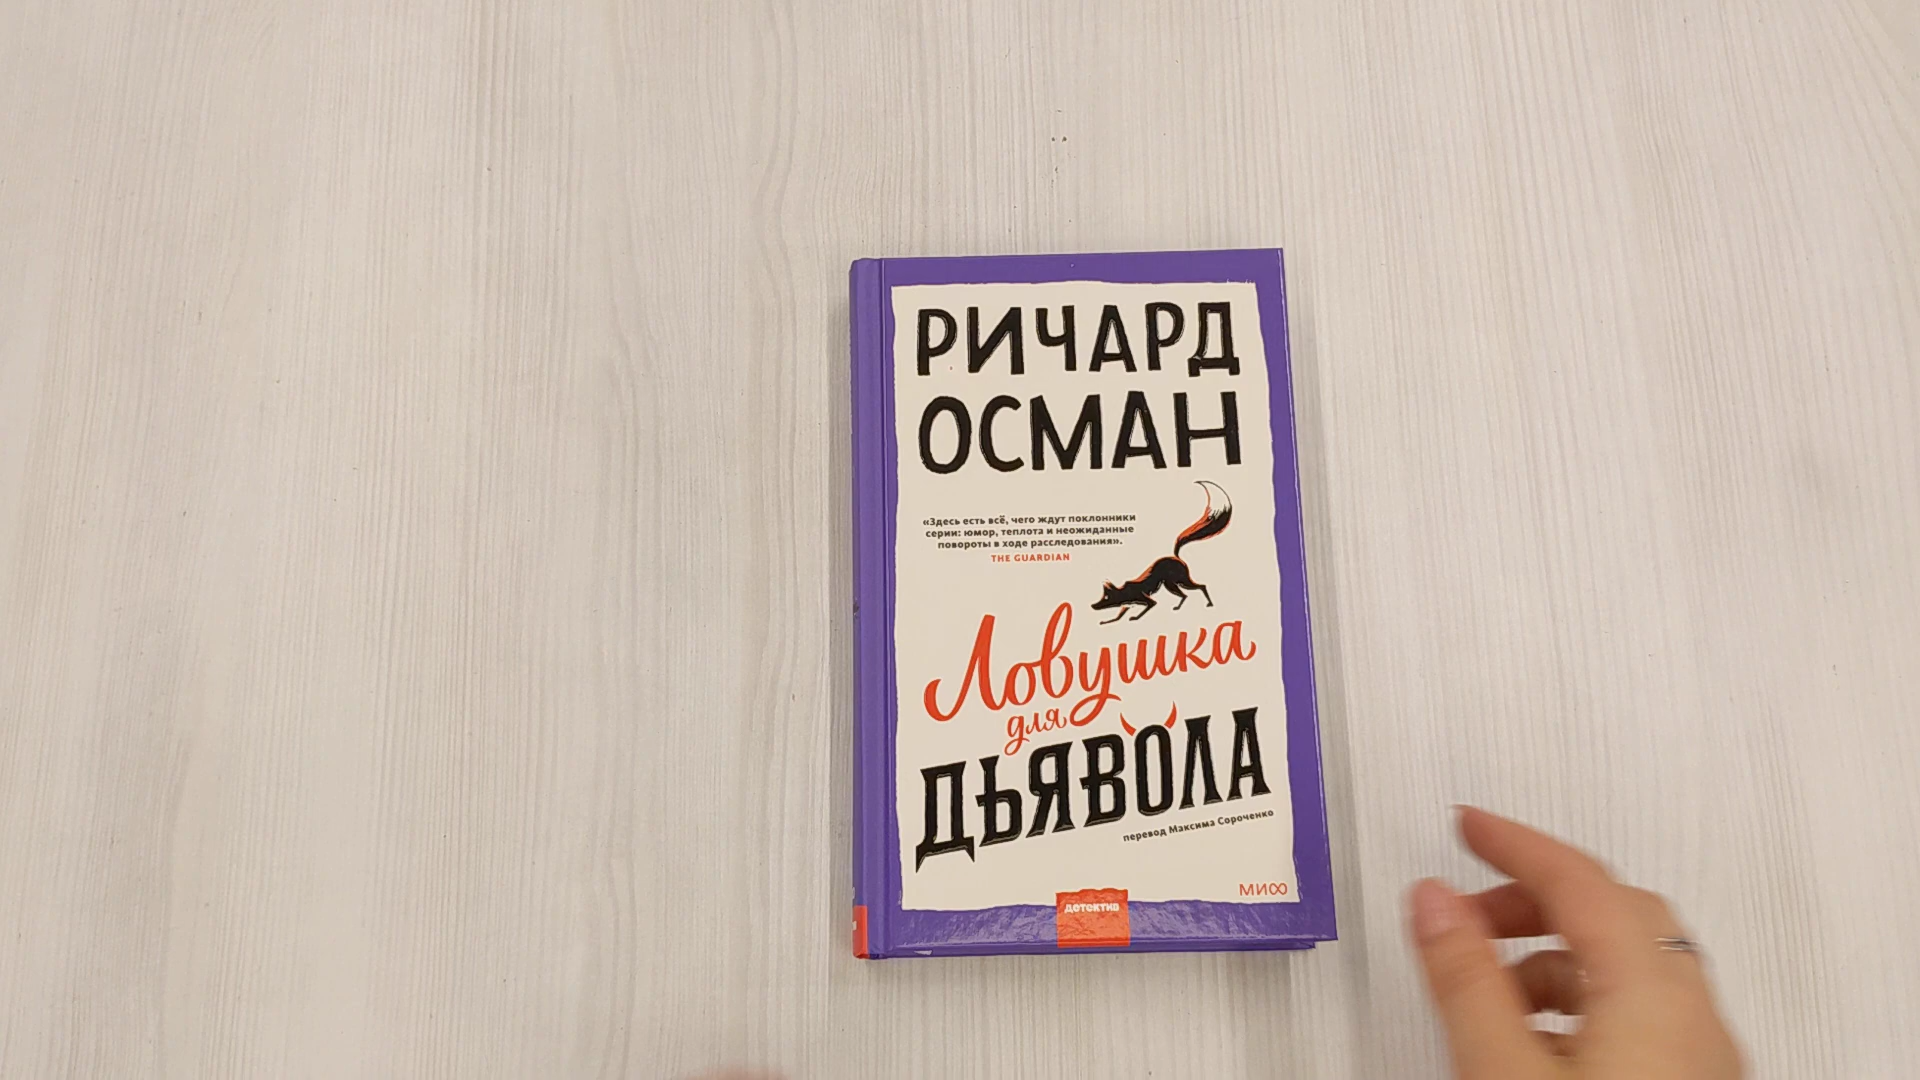 РИЧАРД
ОСМАН
«Здесь есть всё, чего ждут поклонники
серии: юмор, теплота и неожиданные
повороты в ходе расследования».
THE GUARDIAN
Ловушка
для
ДЬЯВОЛА
перевод Максима Сороченко
МИФ
детектив